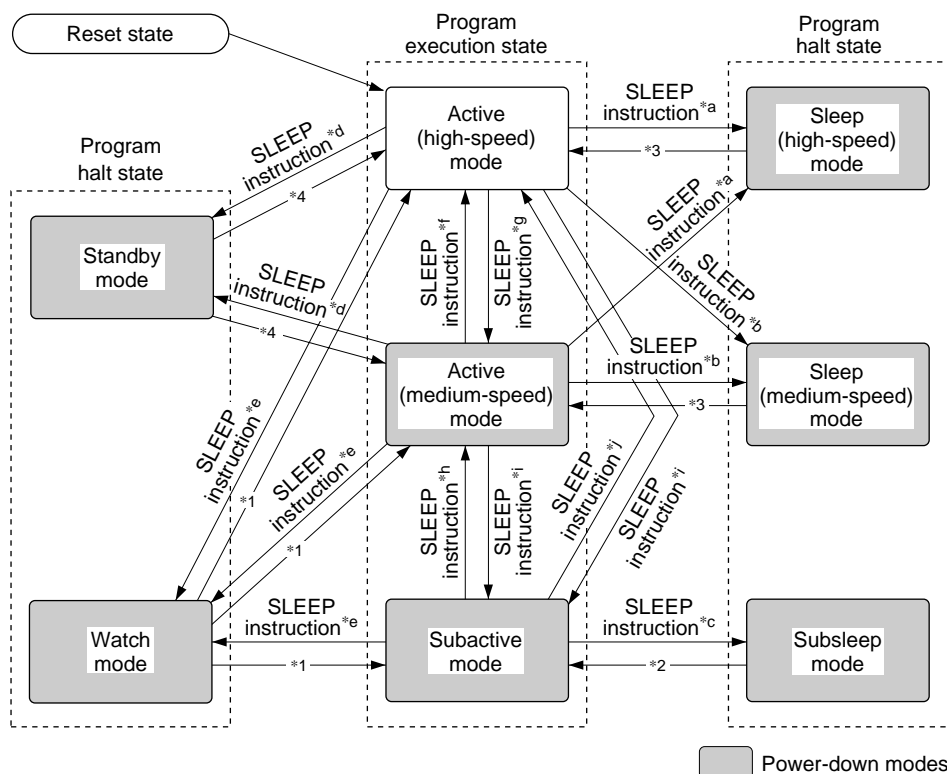 Reset state
Program
execution state
Program
halt state
Program
halt state
Active
(high-speed)
mode
SLEEP
instruction*a
*3
Sleep
(high-speed)
mode
SLEEP
instruction*d
*4
Standby
mode
SLEEP
instruction*d
*4
SLEEP
instruction*f
SLEEP
instruction*g
SLEEP
instruction*a
SLEEP
instruction*b
Active
(medium-speed)
mode
SLEEP
instruction*b
*3
Sleep
(medium-speed)
mode
SLEEP
instruction*e
*1
SLEEP
instruction*e
*1
SLEEP
instruction*h
SLEEP
instruction*i
SLEEP
instruction*j
SLEEP
instruction*i
Watch
mode
SLEEP
instruction*e
*1
Subactive
mode
SLEEP
instruction*c
*2
Subsleep
mode
Power-down modes